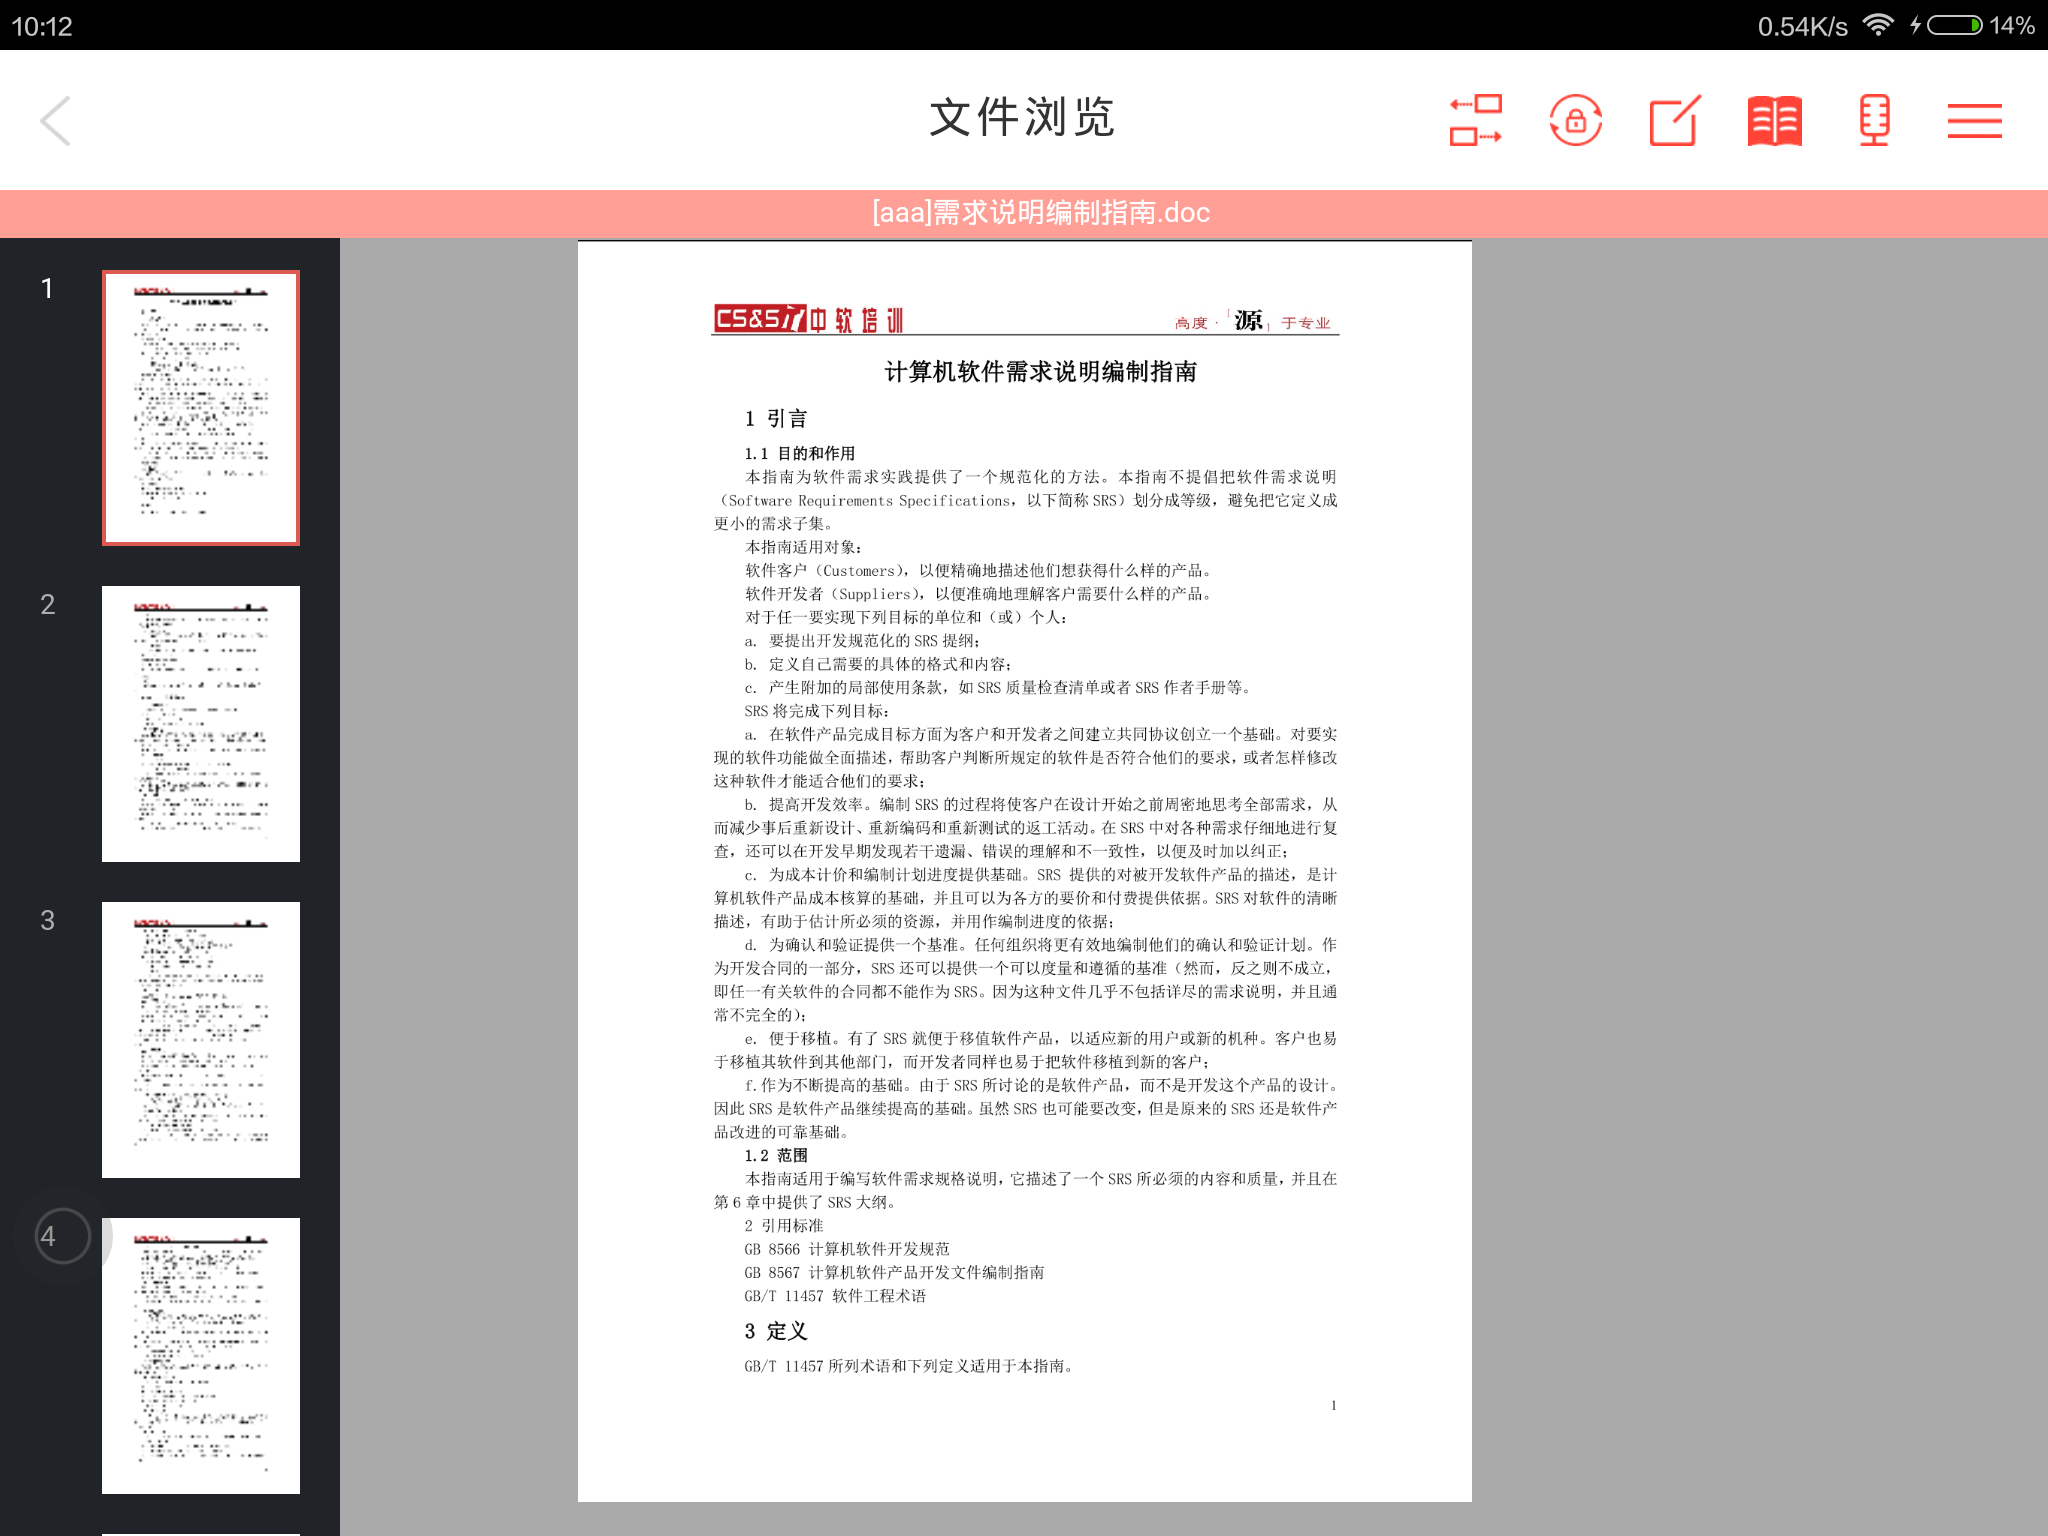 10:12
0.54K/s 14%
文件浏览
[aaa]需求说明编制指南.doc
1
2
3
4
CS&S 中软培训
高度·「源」于专业
计算机软件需求说明编制指南
1 引言
1.1 目的和作用
本指南为软件需求实践提供了一个规范化的方法。本指南不提倡把软件需求说明
（Software Requirements Specifications，以下简称 SRS）划分成等级，避免把它定义成
更小的需求子集。
本指南适用对象：
软件客户（Customers），以便精确地描述他们想获得什么样的产品。
软件开发者（Suppliers），以便准确地理解客户需要什么样的产品。
对于任一要实现下列目标的单位和（或）个人：
a. 要提出开发规范化的 SRS 提纲；
b. 定义自己需要的具体的格式和内容；
c. 产生附加的局部使用条款，如 SRS 质量检查清单或者 SRS 作者手册等。
SRS 将完成下列目标：
a. 在软件产品完成目标方面为客户和开发者之间建立共同协议创立一个基础。对要实
现的软件功能做全面描述，帮助客户判断所规定的软件是否符合他们的要求，或者怎样修改
这种软件才能适合他们的要求；
b. 提高开发效率。编制 SRS 的过程将使客户在设计开始之前周密地思考全部需求，从
而减少事后重新设计、重新编码和重新测试的返工活动。在 SRS 中对各种需求仔细地进行复
查，还可以在开发早期发现若干遗漏、错误的理解和不一致性，以便及时加以纠正；
c. 为成本计价和编制计划进度提供基础。SRS 提供的对被开发软件产品的描述，是计
算机软件产品成本核算的基础，并且可以为各方的要价和付费提供依据。SRS 对软件的清晰
描述，有助于估计所必须的资源，并用作编制进度的依据；
d. 为确认和验证提供一个基准。任何组织将更有效地编制他们的确认和验证计划。作
为开发合同的一部分，SRS 还可以提供一个可以度量和遵循的基准（然而，反之则不成立，
即任一有关软件的合同都不能作为 SRS。因为这种文件几乎不包括详尽的需求说明，并且通
常不完全的）；
e. 便于移植。有了 SRS 就便于移值软件产品，以适应新的用户或新的机种。客户也易
于移植其软件到其他部门，而开发者同样也易于把软件移植到新的客户；
f.作为不断提高的基础。由于 SRS 所讨论的是软件产品，而不是开发这个产品的设计。
因此 SRS 是软件产品继续提高的基础。虽然 SRS 也可能要改变，但是原来的 SRS 还是软件产
品改进的可靠基础。
1.2 范围
本指南适用于编写软件需求规格说明，它描述了一个 SRS 所必须的内容和质量，并且在
第 6 章中提供了 SRS 大纲。
2 引用标准
GB 8566 计算机软件开发规范
GB 8567 计算机软件产品开发文件编制指南
GB/T 11457 软件工程术语
3 定义
GB/T 11457 所列术语和下列定义适用于本指南。
1